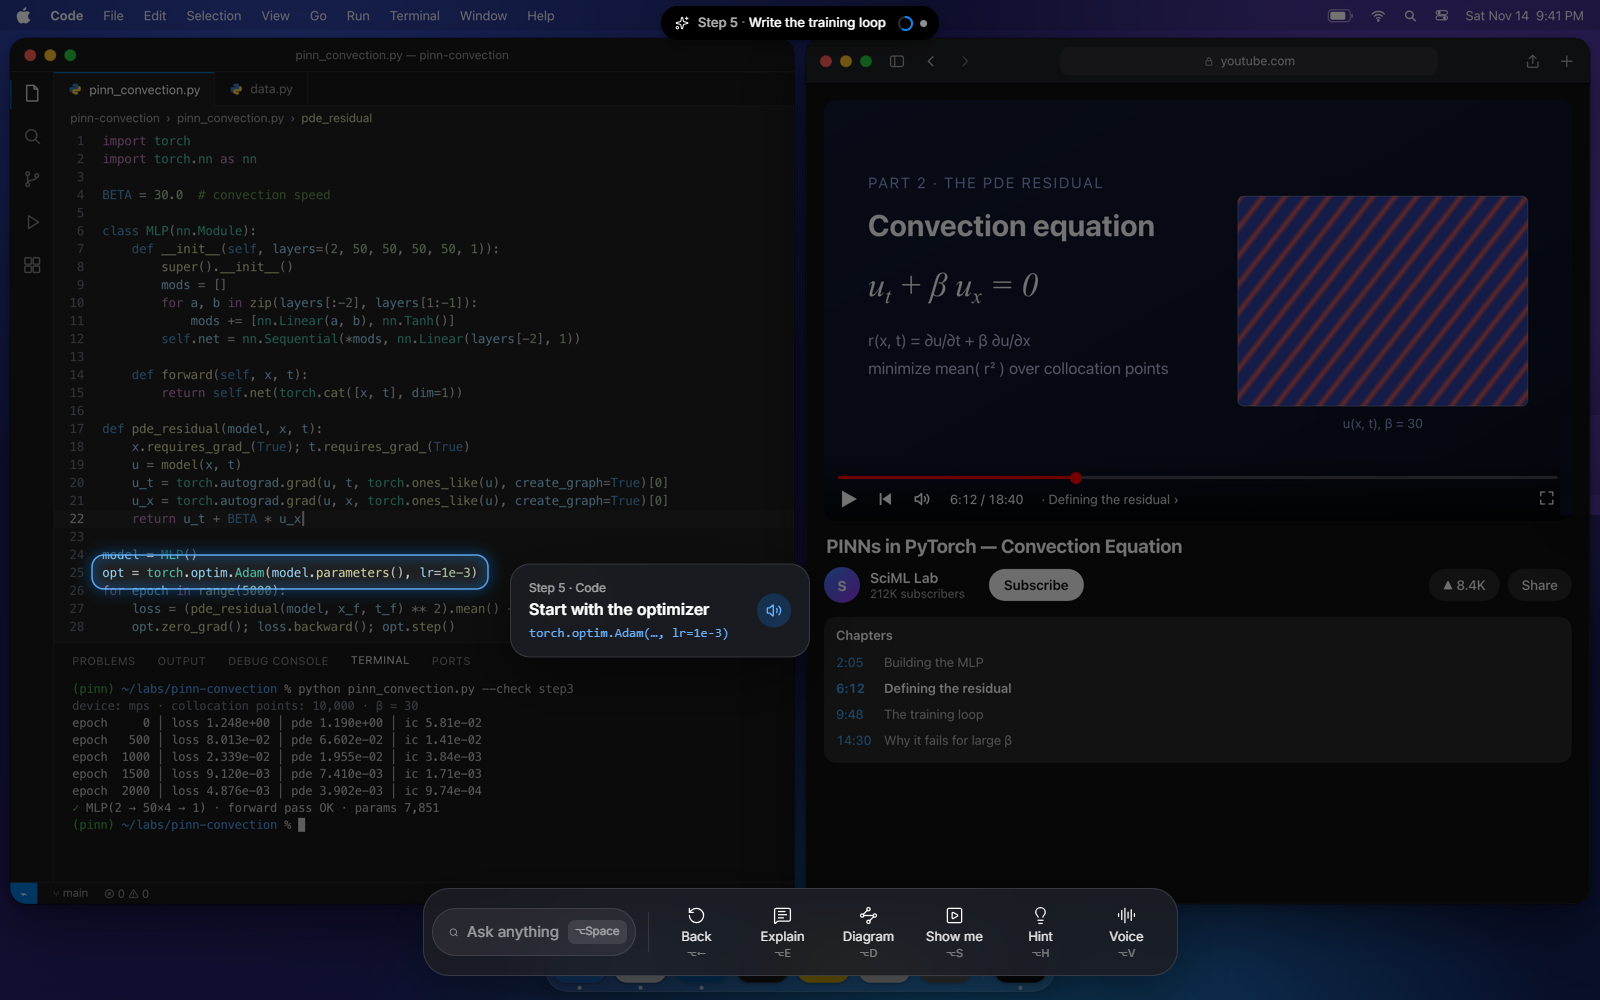 Code File Edit Selection View Go Run Terminal Window Help
Step 5 · Write the training loop
Sat Nov 14 9:41 PM
pinn_convection.py — pinn-convection
pinn_convection.py data.py
pinn-convection › pinn_convection.py › pde_residual
1 import torch
2 import torch.nn as nn
3
4 BETA = 30.0  # convection speed
5
6 class MLP(nn.Module):
7     def __init__(self, layers=(2, 50, 50, 50, 50, 1)):
8         super().__init__()
9         mods = []
10         for a, b in zip(layers[:-2], layers[1:-1]):
11             mods += [nn.Linear(a, b), nn.Tanh()]
12         self.net = nn.Sequential(*mods, nn.Linear(layers[-2], 1))
13
14     def forward(self, x, t):
15         return self.net(torch.cat([x, t], dim=1))
16
17 def pde_residual(model, x, t):
18     x.requires_grad_(True); t.requires_grad_(True)
19     u = model(x, t)
20     u_t = torch.autograd.grad(u, t, torch.ones_like(u), create_graph=True)[0]
21     u_x = torch.autograd.grad(u, x, torch.ones_like(u), create_graph=True)[0]
22     return u_t + BETA * u_x
23
24 model = MLP()
25 opt = torch.optim.Adam(model.parameters(), lr=1e-3)
26 for epoch in range(5000):
27     loss = (pde_residual(model, x_f, t_f) ** 2).mean()
28     opt.zero_grad(); loss.backward(); opt.step()
Step 5 · Code
Start with the optimizer
torch.optim.Adam(…, lr=1e-3)
PROBLEMS OUTPUT DEBUG CONSOLE TERMINAL PORTS
(pinn) ~/labs/pinn-convection % python pinn_convection.py --check step3
device: mps · collocation points: 10,000 · β = 30
epoch     0 │ loss 1.248e+00 │ pde 1.190e+00 │ ic 5.81e-02
epoch   500 │ loss 8.013e-02 │ pde 6.602e-02 │ ic 1.41e-02
epoch  1000 │ loss 2.339e-02 │ pde 1.955e-02 │ ic 3.84e-03
epoch  1500 │ loss 9.120e-03 │ pde 7.410e-03 │ ic 1.71e-03
epoch  2000 │ loss 4.876e-03 │ pde 3.902e-03 │ ic 9.74e-04
✓ MLP(2 → 50×4 → 1) · forward pass OK · params 7,851
(pinn) ~/labs/pinn-convection %
main 0 0
youtube.com
PART 2 · THE PDE RESIDUAL
Convection equation
u_t + β u_x = 0
r(x, t) = ∂u/∂t + β ∂u/∂x
minimize mean( r² ) over collocation points
u(x, t), β = 30
6:12 / 18:40 · Defining the residual ›
PINNs in PyTorch — Convection Equation
S
SciML Lab
212K subscribers
Subscribe
8.4K
Share
Chapters
2:05 Building the MLP
6:12 Defining the residual
9:48 The training loop
14:30 Why it fails for large β
Ask anything ⌥Space
Back ⌥←
Explain ⌥E
Diagram ⌥D
Show me ⌥S
Hint ⌥H
Voice ⌥V